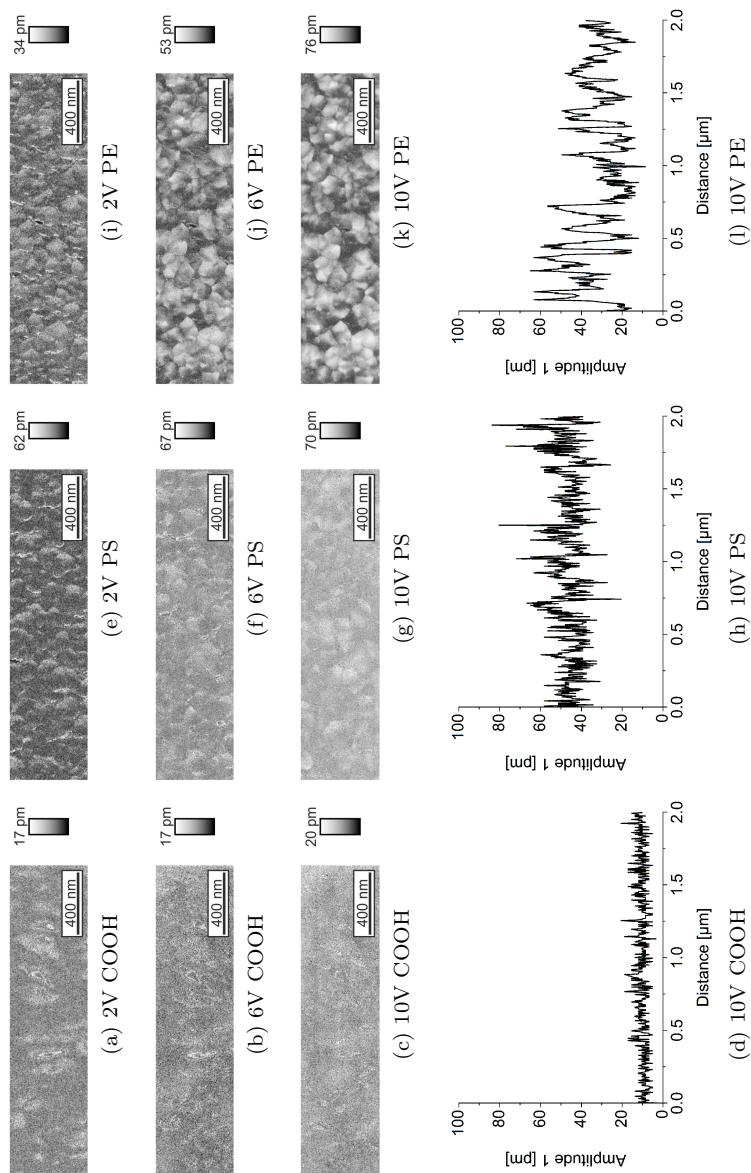 17 pm
62 pm
34 pm
400 nm
400 nm
400 nm
(a) 2V COOH
(e) 2V PS
(i) 2V PE
17 pm
67 pm
53 pm
400 nm
400 nm
400 nm
(b) 6V COOH
(f) 6V PS
(j) 6V PE
20 pm
70 pm
76 pm
400 nm
400 nm
400 nm
(c) 10V COOH
(g) 10V PS
(k) 10V PE
Amplitude 1 [pm]
100
80
60
40
20
0
0.0 0.5 1.0 1.5 2.0
Distance [µm]
(d) 10V COOH
Amplitude 1 [pm]
100
80
60
40
20
0
0.0 0.5 1.0 1.5 2.0
Distance [µm]
(h) 10V PS
Amplitude 1 [pm]
100
80
60
40
20
0
0.0 0.5 1.0 1.5 2.0
Distance [µm]
(l) 10V PE